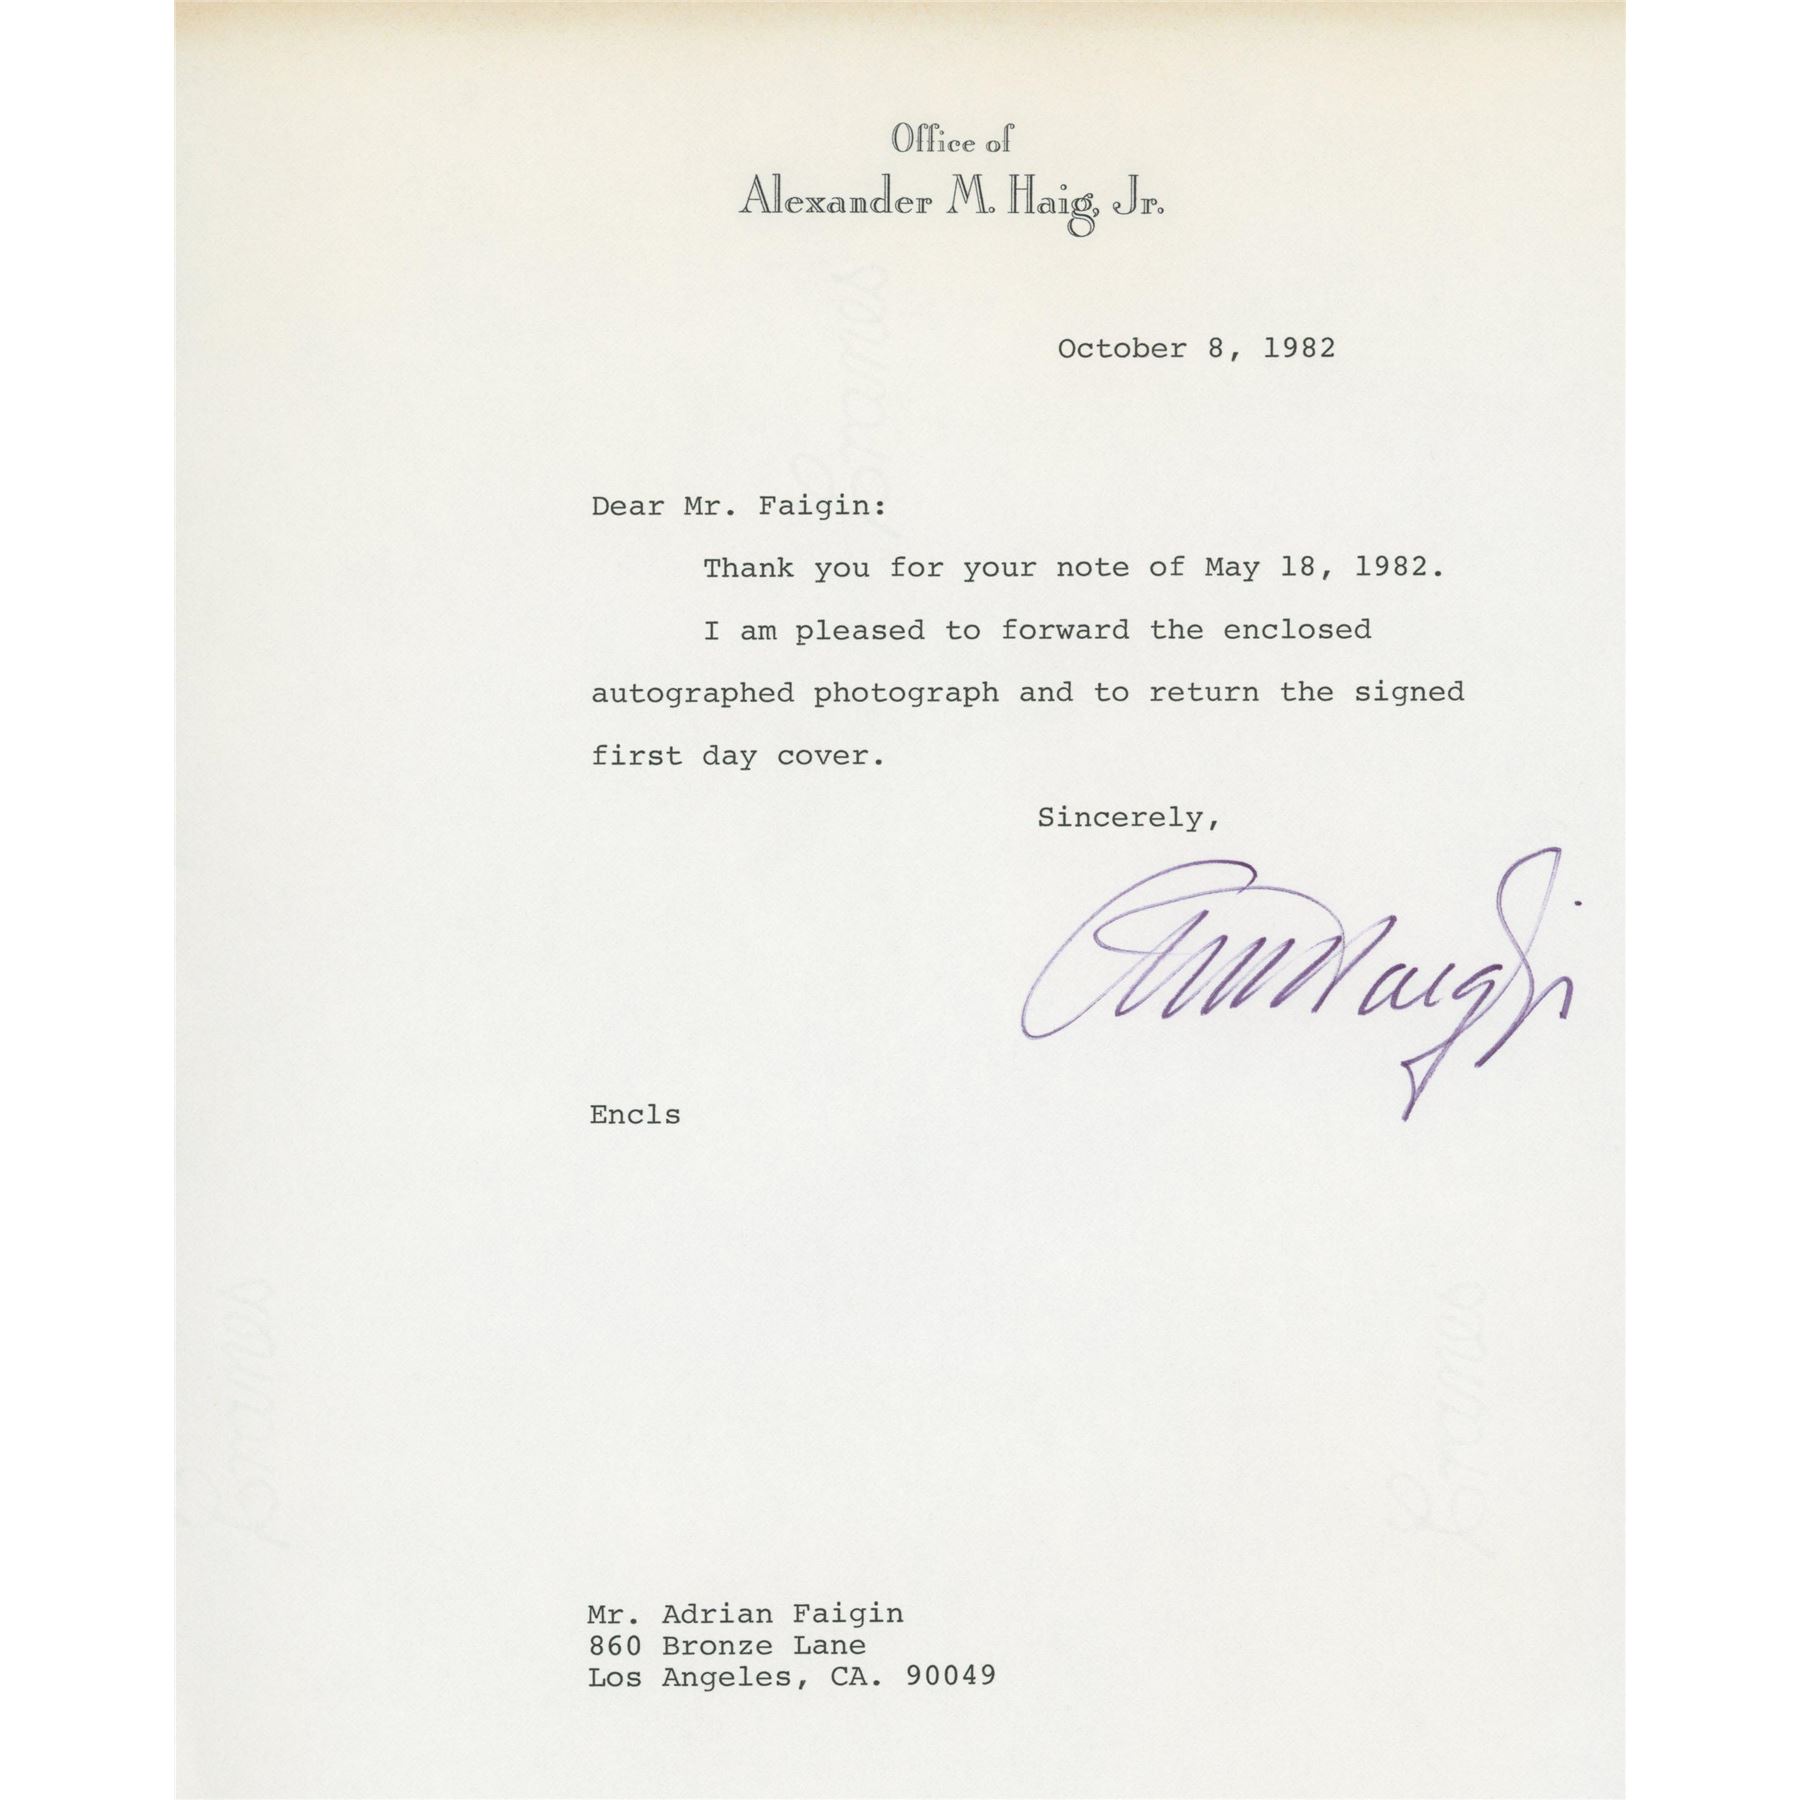 Office of
Alexander M. Haig, Jr.
October 8, 1982
Dear Mr. Faigin:
Thank you for your note of May 18, 1982.
I am pleased to forward the enclosed
autographed photograph and to return the signed
first day cover.
Sincerely,
Encls
Mr. Adrian Faigin
860 Bronze Lane
Los Angeles, CA. 90049